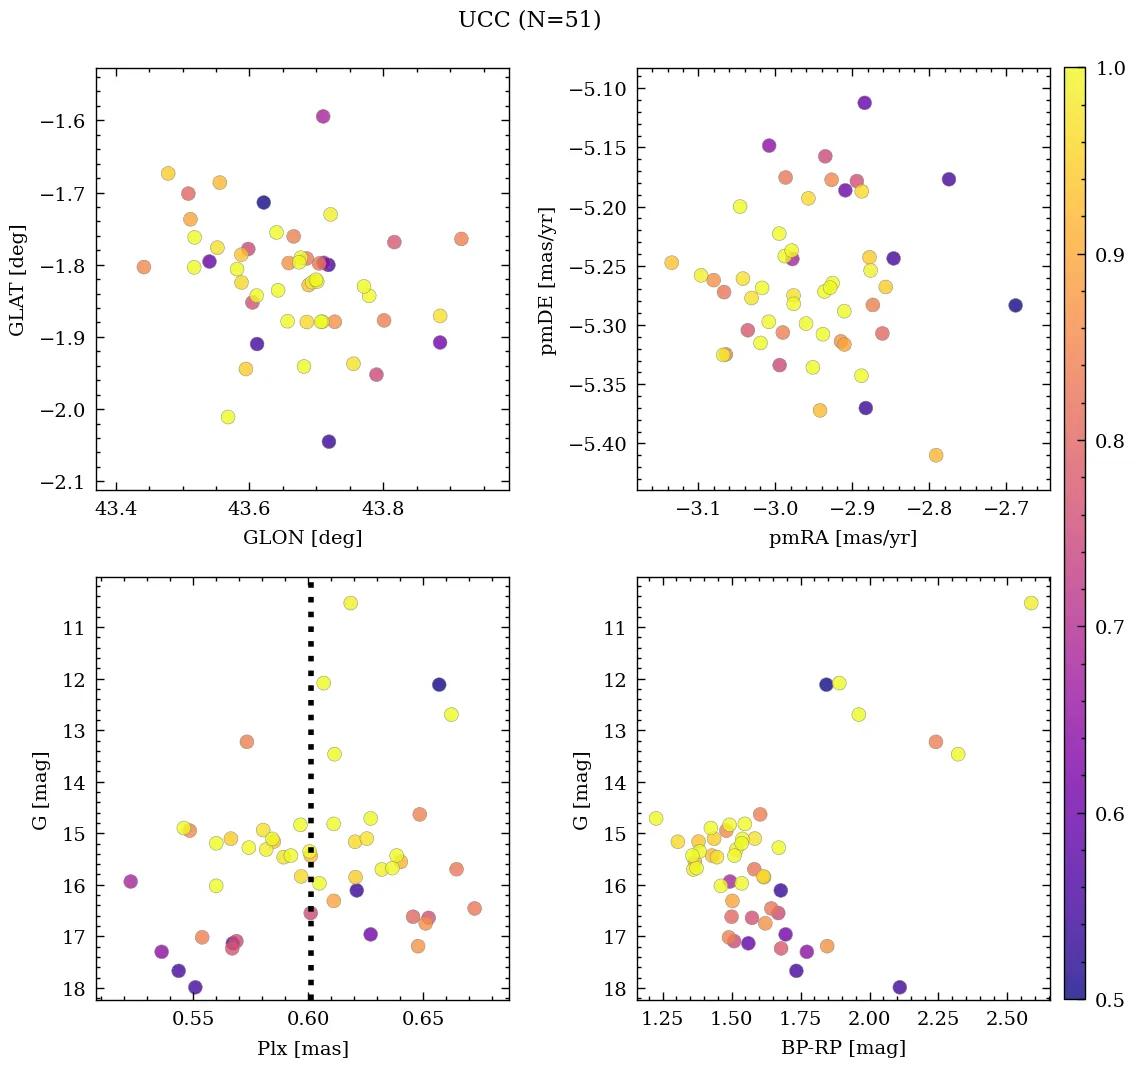 UCC (N=51)
−1.6
−1.7
−1.8
−1.9
−2.0
−2.1
GLAT [deg]
43.4 43.6 43.8
GLON [deg]
−5.10
−5.15
−5.20
−5.25
−5.30
−5.35
−5.40
pmDE [mas/yr]
−3.1 −3.0 −2.9 −2.8 −2.7
pmRA [mas/yr]
11
12
13
14
15
16
17
18
G [mag]
0.55 0.60 0.65
Plx [mas]
11
12
13
14
15
16
17
18
G [mag]
1.25 1.50 1.75 2.00 2.25 2.50
BP-RP [mag]
1.0
0.9
0.8
0.7
0.6
0.5